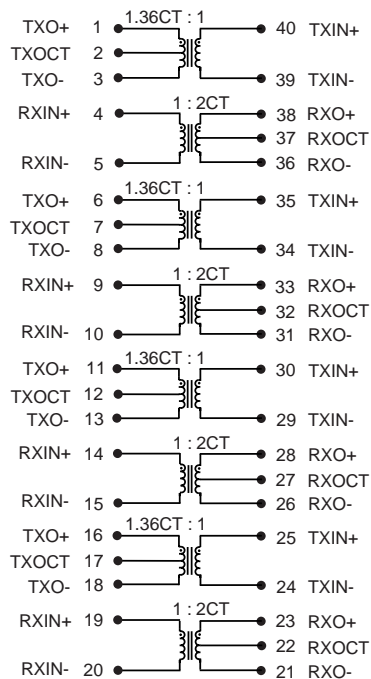 1.36CT : 1
TXO+ 1 40 TXIN+
TXOCT 2
TXO- 3 39 TXIN-
1 : 2CT
RXIN+ 4 38 RXO+
37 RXOCT
RXIN- 5 36 RXO-
1.36CT : 1
TXO+ 6 35 TXIN+
TXOCT 7
TXO- 8 34 TXIN-
1 : 2CT
RXIN+ 9 33 RXO+
32 RXOCT
RXIN- 10 31 RXO-
1.36CT : 1
TXO+ 11 30 TXIN+
TXOCT 12
TXO- 13 29 TXIN-
1 : 2CT
RXIN+ 14 28 RXO+
27 RXOCT
RXIN- 15 26 RXO-
1.36CT : 1
TXO+ 16 25 TXIN+
TXOCT 17
TXO- 18 24 TXIN-
1 : 2CT
RXIN+ 19 23 RXO+
22 RXOCT
RXIN- 20 21 RXO-